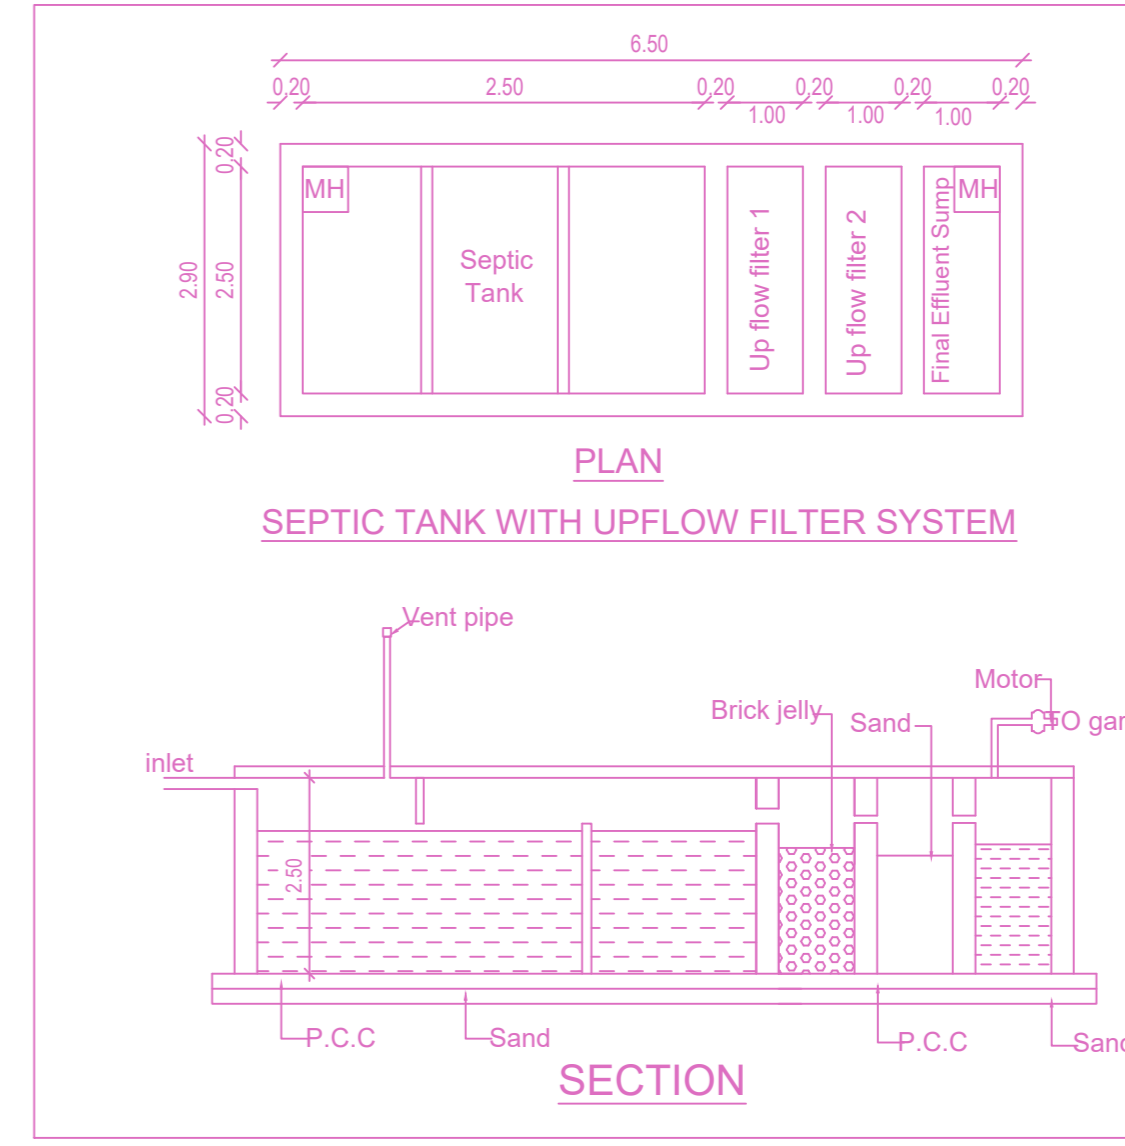 6.50
0.20 2.50 0.20 0.20 0.20 0.20
1.00 1.00 1.00
0.20
2.90
2.50
0.20
MH
Septic
Tank
Up flow filter 1
Up flow filter 2
Final Effluent Sump
MH
PLAN
SEPTIC TANK WITH UPFLOW FILTER SYSTEM
Vent pipe
Motor
Brick jelly
Sand
TO gar
inlet
2.50
P.C.C
Sand
P.C.C
Sand
SECTION